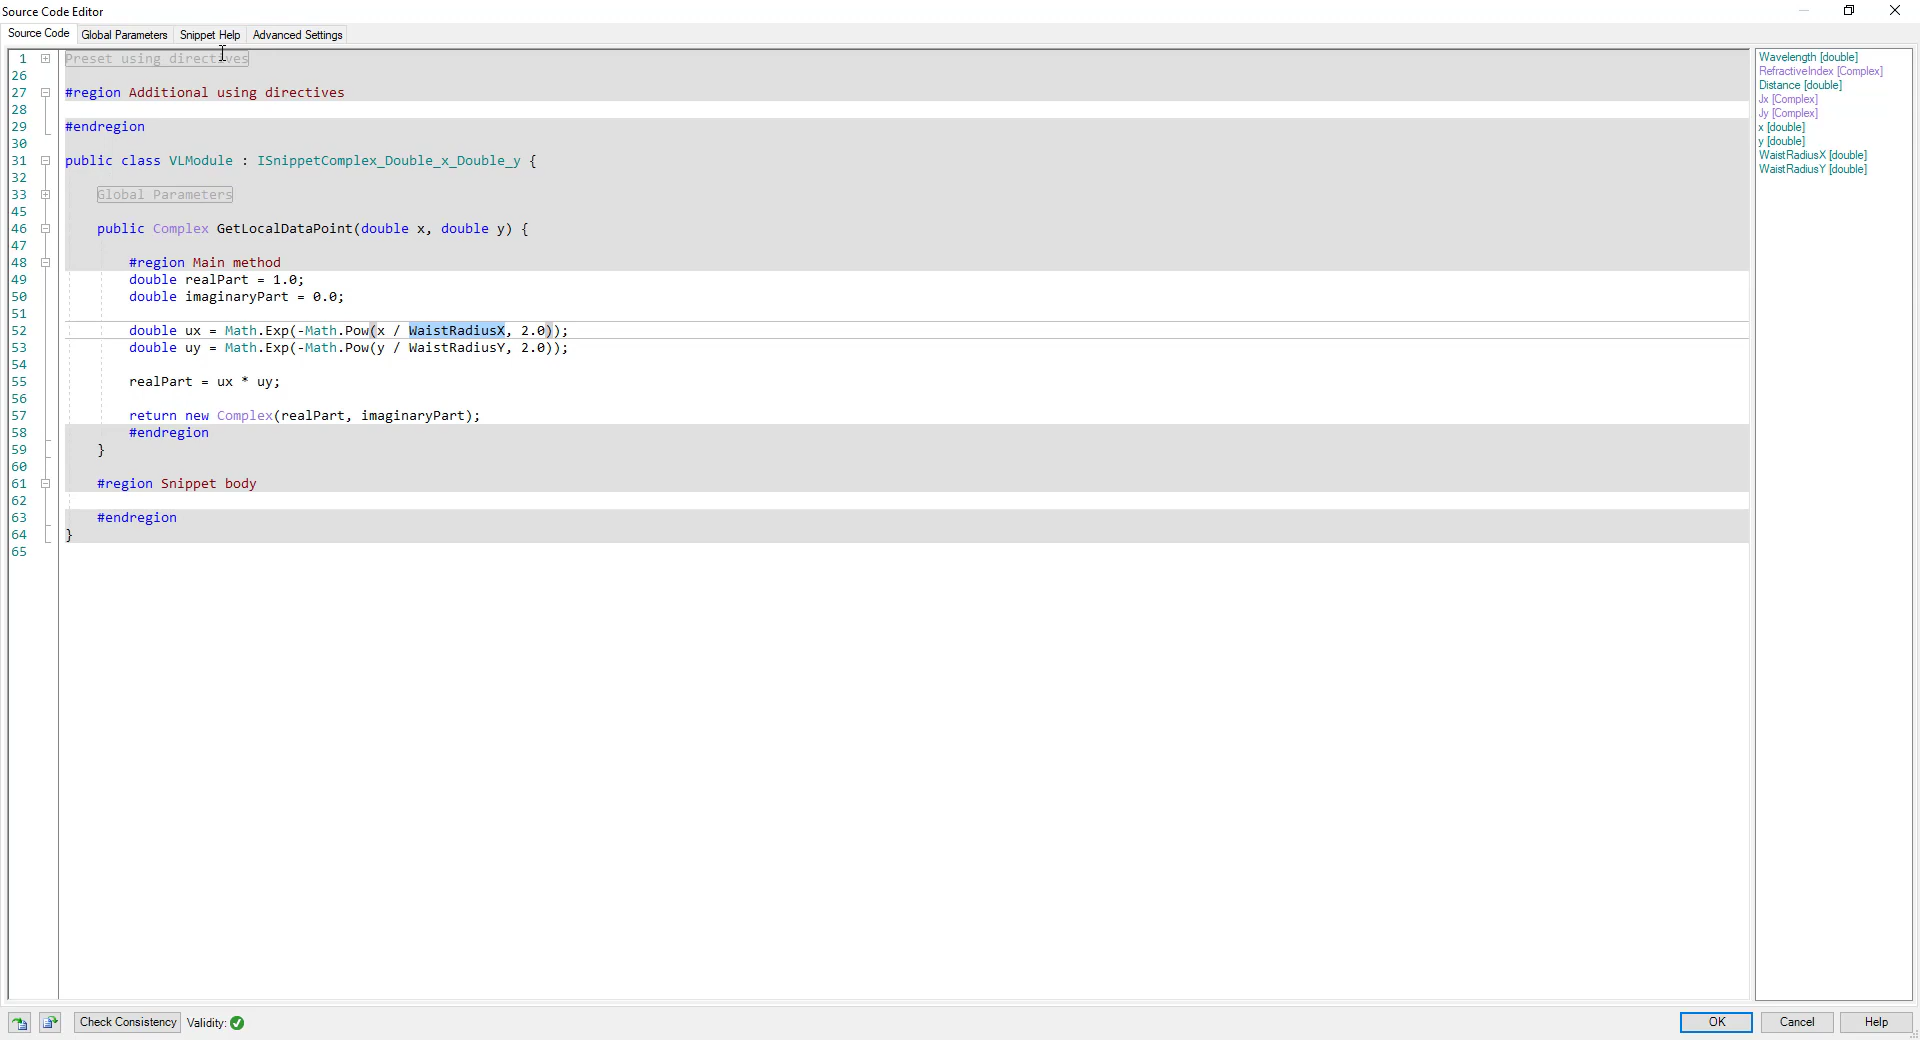 Source Code Editor
Source Code Global Parameters Snippet Help Advanced Settings
1 Preset using directives
26
27 #region Additional using directives
28
29 #endregion
30
31 public class VLModule : ISnippetComplex_Double_x_Double_y {
32
33 Global Parameters
45
46 public Complex GetLocalDataPoint(double x, double y) {
47
48 #region Main method
49 double realPart = 1.0;
50 double imaginaryPart = 0.0;
51
52 double ux = Math.Exp(-Math.Pow(x / WaistRadiusX, 2.0));
53 double uy = Math.Exp(-Math.Pow(y / WaistRadiusY, 2.0));
54
55 realPart = ux * uy;
56
57 return new Complex(realPart, imaginaryPart);
58 #endregion
59 }
60
61 #region Snippet body
62
63 #endregion
64 }
65
Wavelength [double]
RefractiveIndex [Complex]
Distance [double]
Jx [Complex]
Jy [Complex]
x [double]
y [double]
WaistRadiusX [double]
WaistRadiusY [double]
Check Consistency Validity: OK Cancel Help